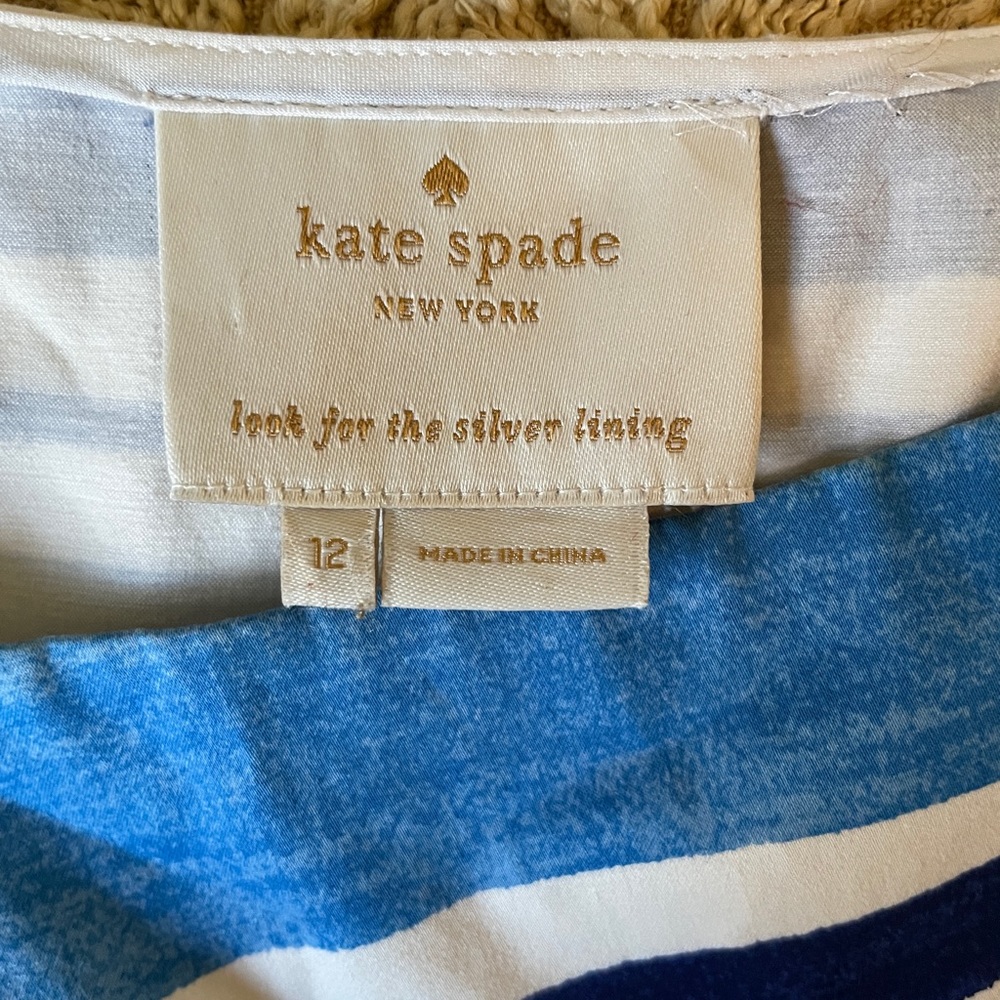 kate spade
NEW YORK
look for the silver lining
12
MADE IN CHINA